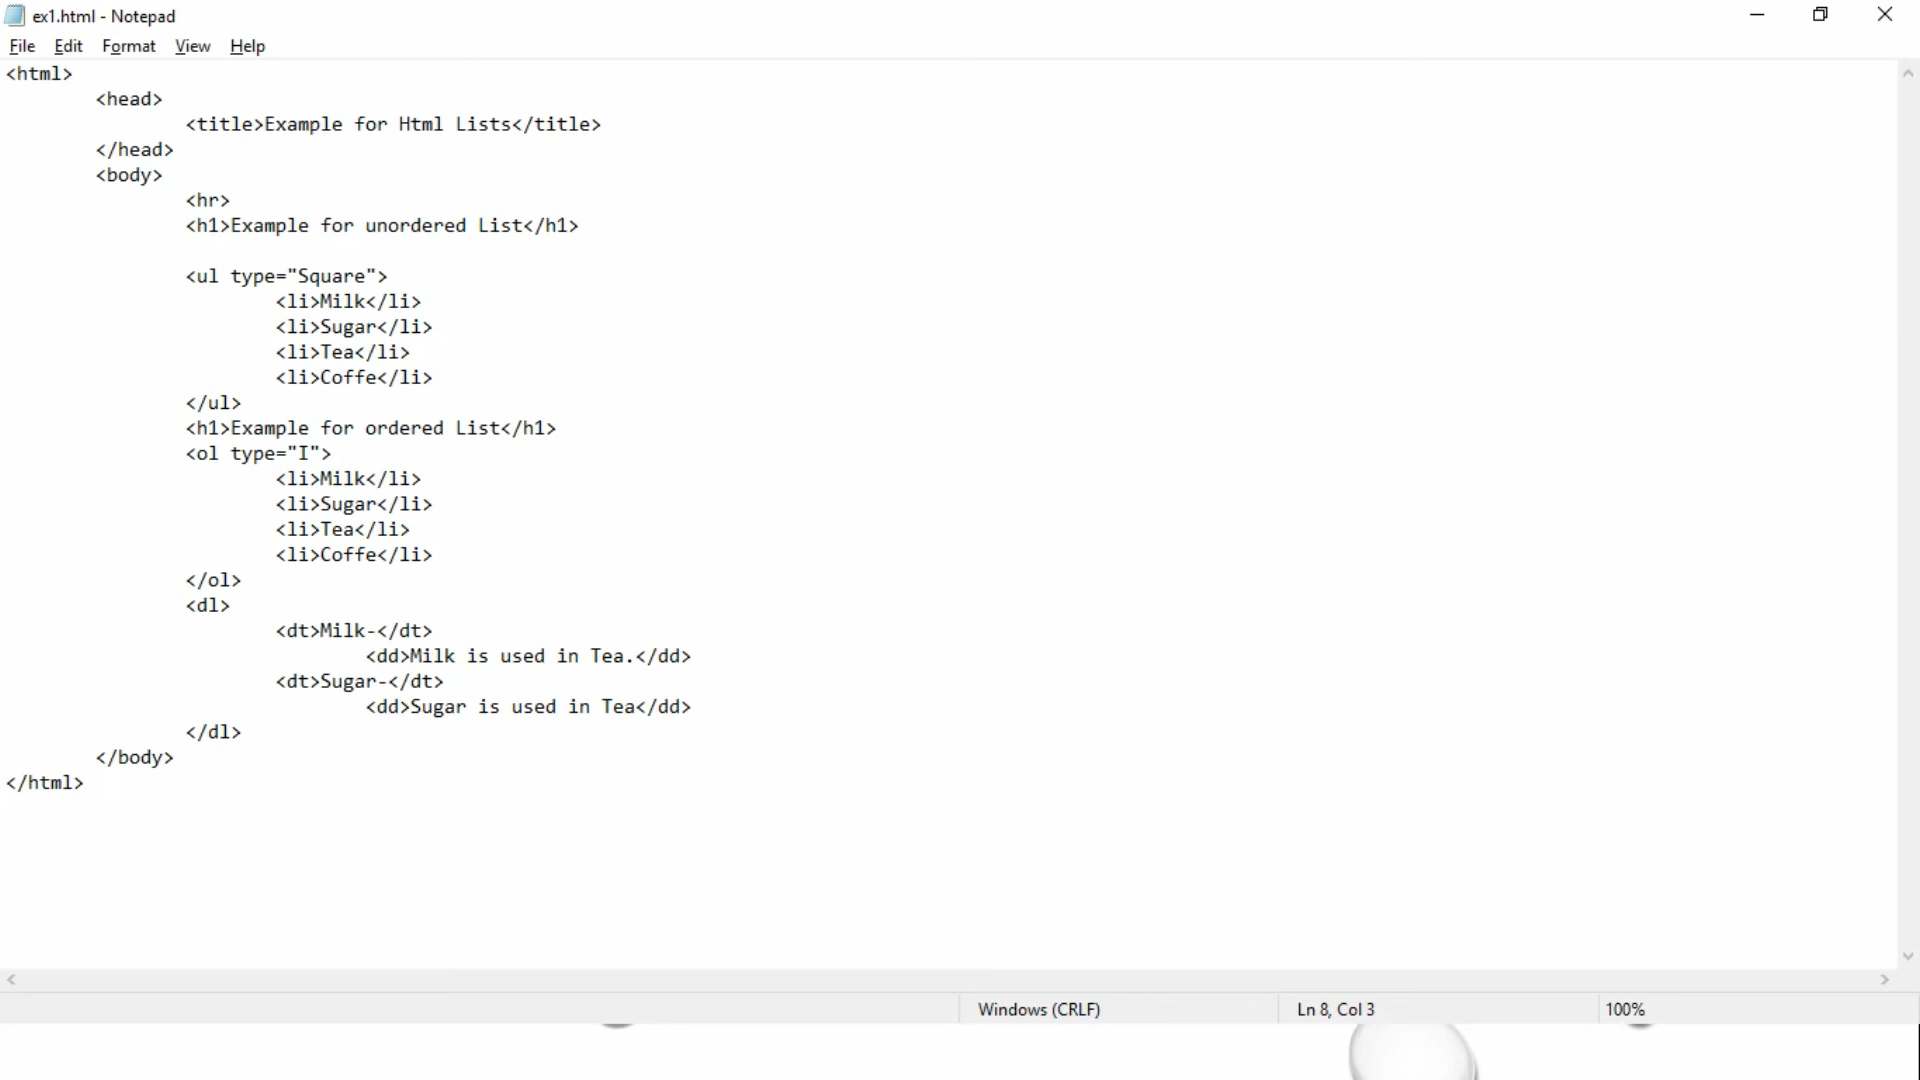 ex1.html - Notepad
File Edit Format View Help
<html>
<head>
<title>Example for Html Lists</title>
</head>
<body>
<hr>
<h1>Example for unordered List</h1>
<ul type="Square">
<li>Milk</li>
<li>Sugar</li>
<li>Tea</li>
<li>Coffe</li>
</ul>
<h1>Example for ordered List</h1>
<ol type="I">
<li>Milk</li>
<li>Sugar</li>
<li>Tea</li>
<li>Coffe</li>
</ol>
<dl>
<dt>Milk-</dt>
<dd>Milk is used in Tea.</dd>
<dt>Sugar-</dt>
<dd>Sugar is used in Tea</dd>
</dl>
</body>
</html>
Windows (CRLF) Ln 8, Col 3 100%